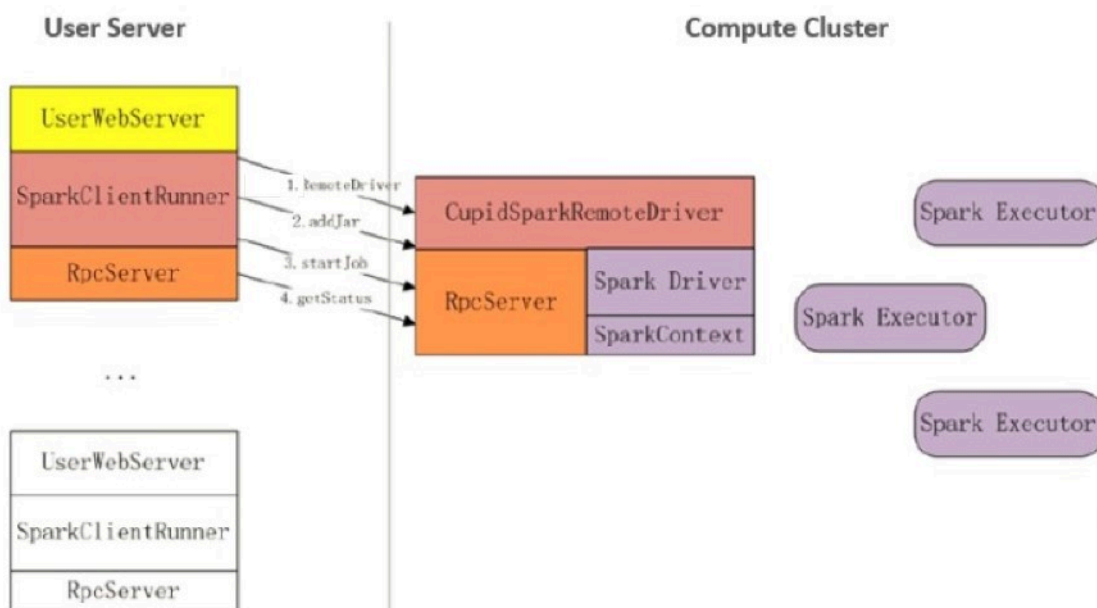 User Server
Compute Cluster
UserWebServer
SparkClientRunner
RpcServer
1.RemoteDriver
2.addJar
3.startJob
4.getStatus
CupidSparkRemoteDriver
RpcServer
Spark Driver
SparkContext
Spark Executor
Spark Executor
Spark Executor
...
UserWebServer
SparkClientRunner
RpcServer